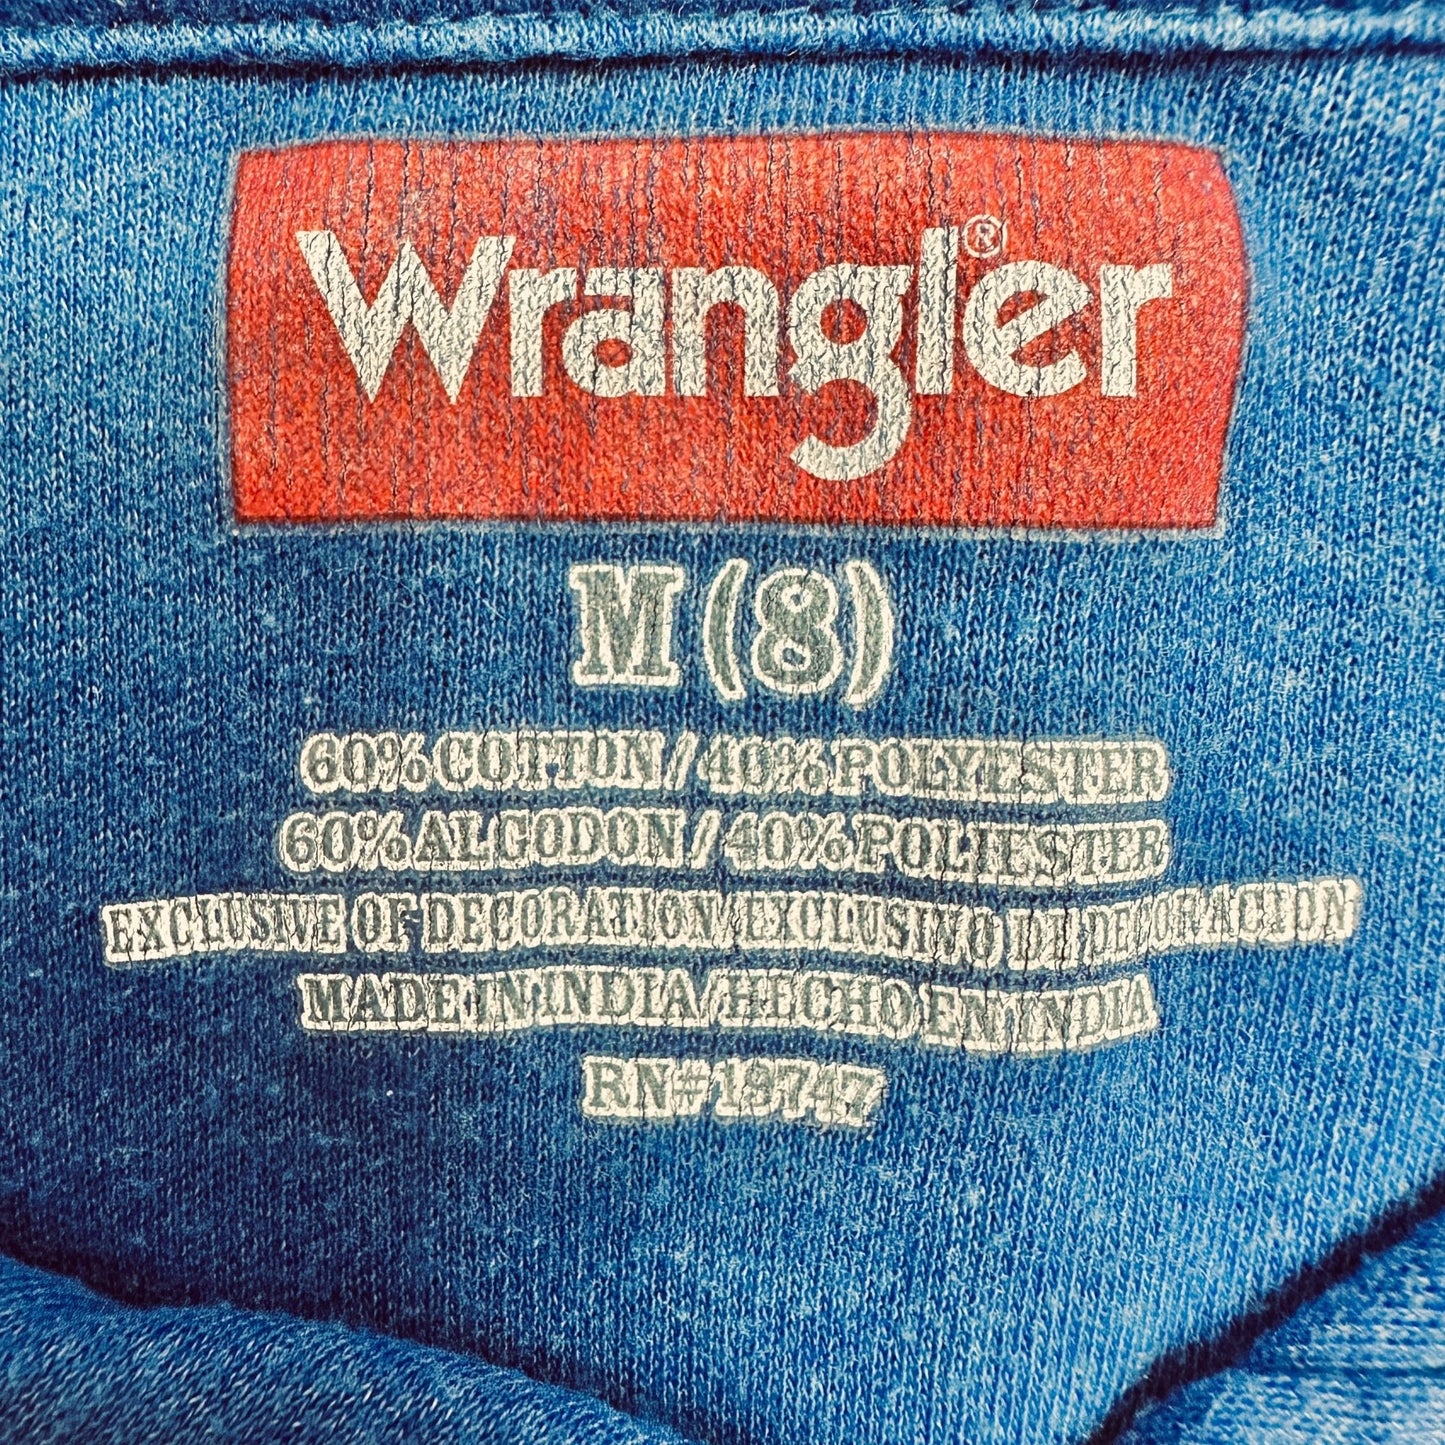 Wrangler®
M (8)
60% COTTON / 40% POLYESTER
60% ALGODON / 40% POLIESTER
EXCLUSIVE OF DECORATION/EXCLUSIVO DE DECORACION
MADE IN INDIA/HECHO EN INDIA
RN# 13747